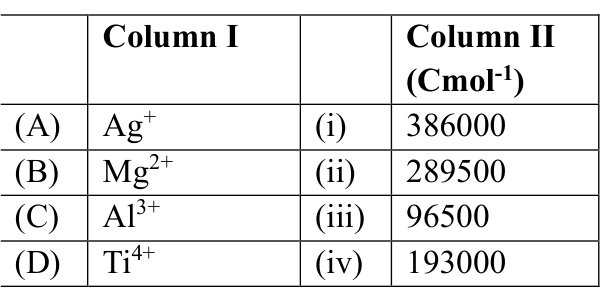 Column I Column II
(Cmol⁻¹)
(A) Ag⁺ (i) 386000
(B) Mg²⁺ (ii) 289500
(C) Al³⁺ (iii) 96500
(D) Ti⁴⁺ (iv) 193000